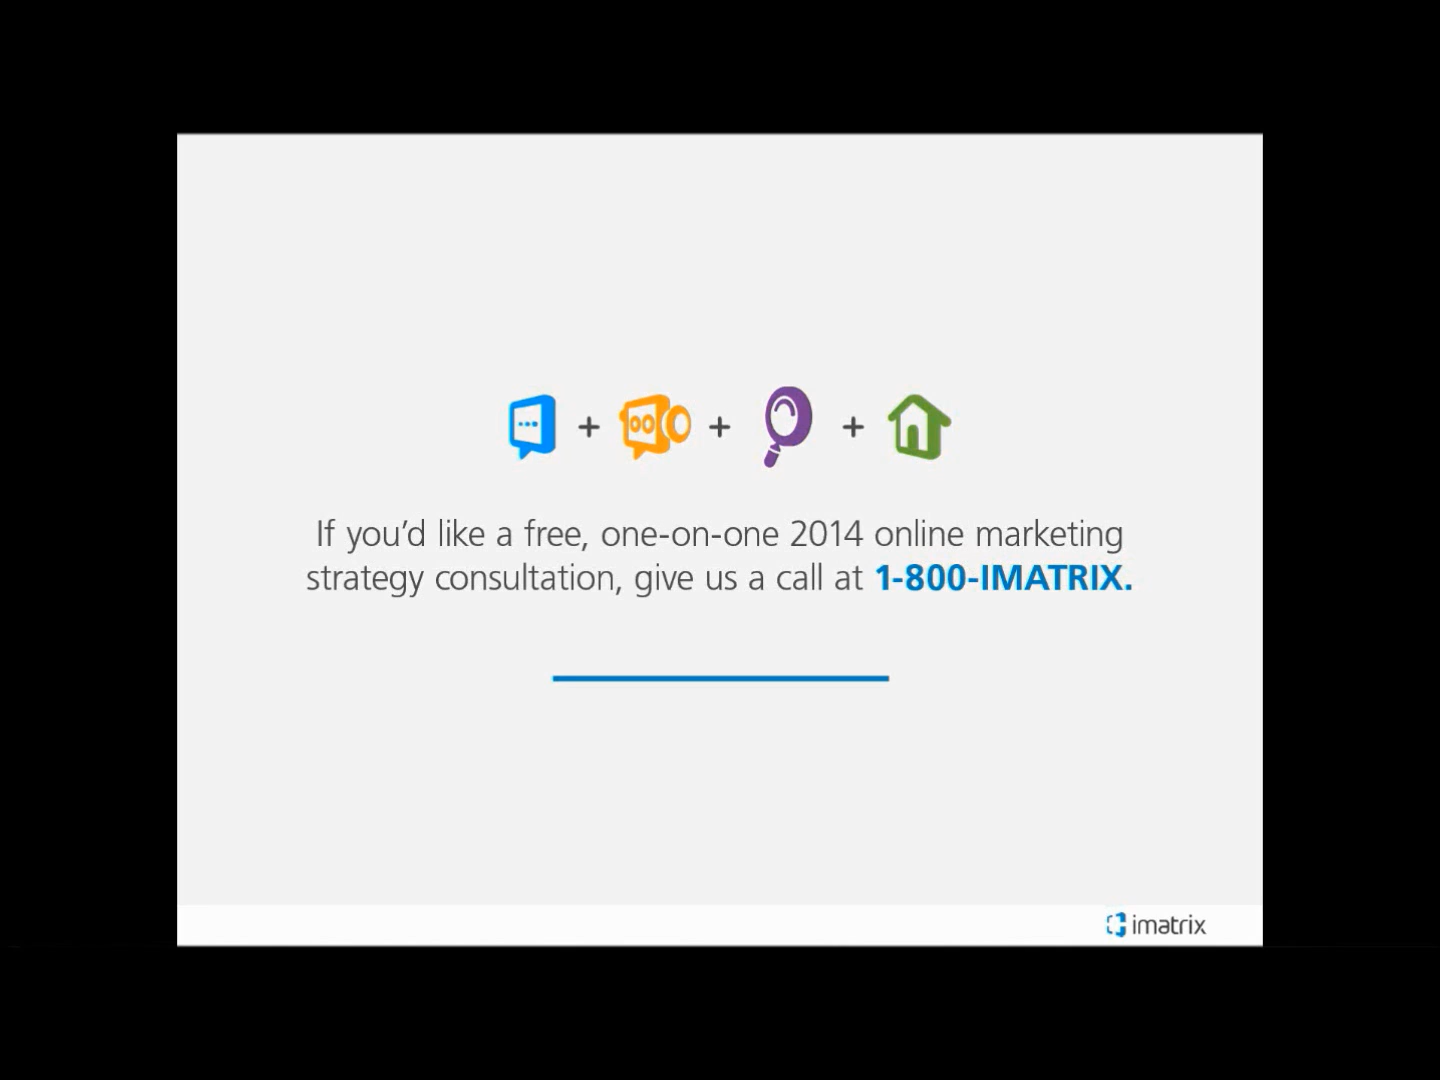 If you’d like a free, one-on-one 2014 online marketing
strategy consultation, give us a call at 1-800-IMATRIX.
imatrix